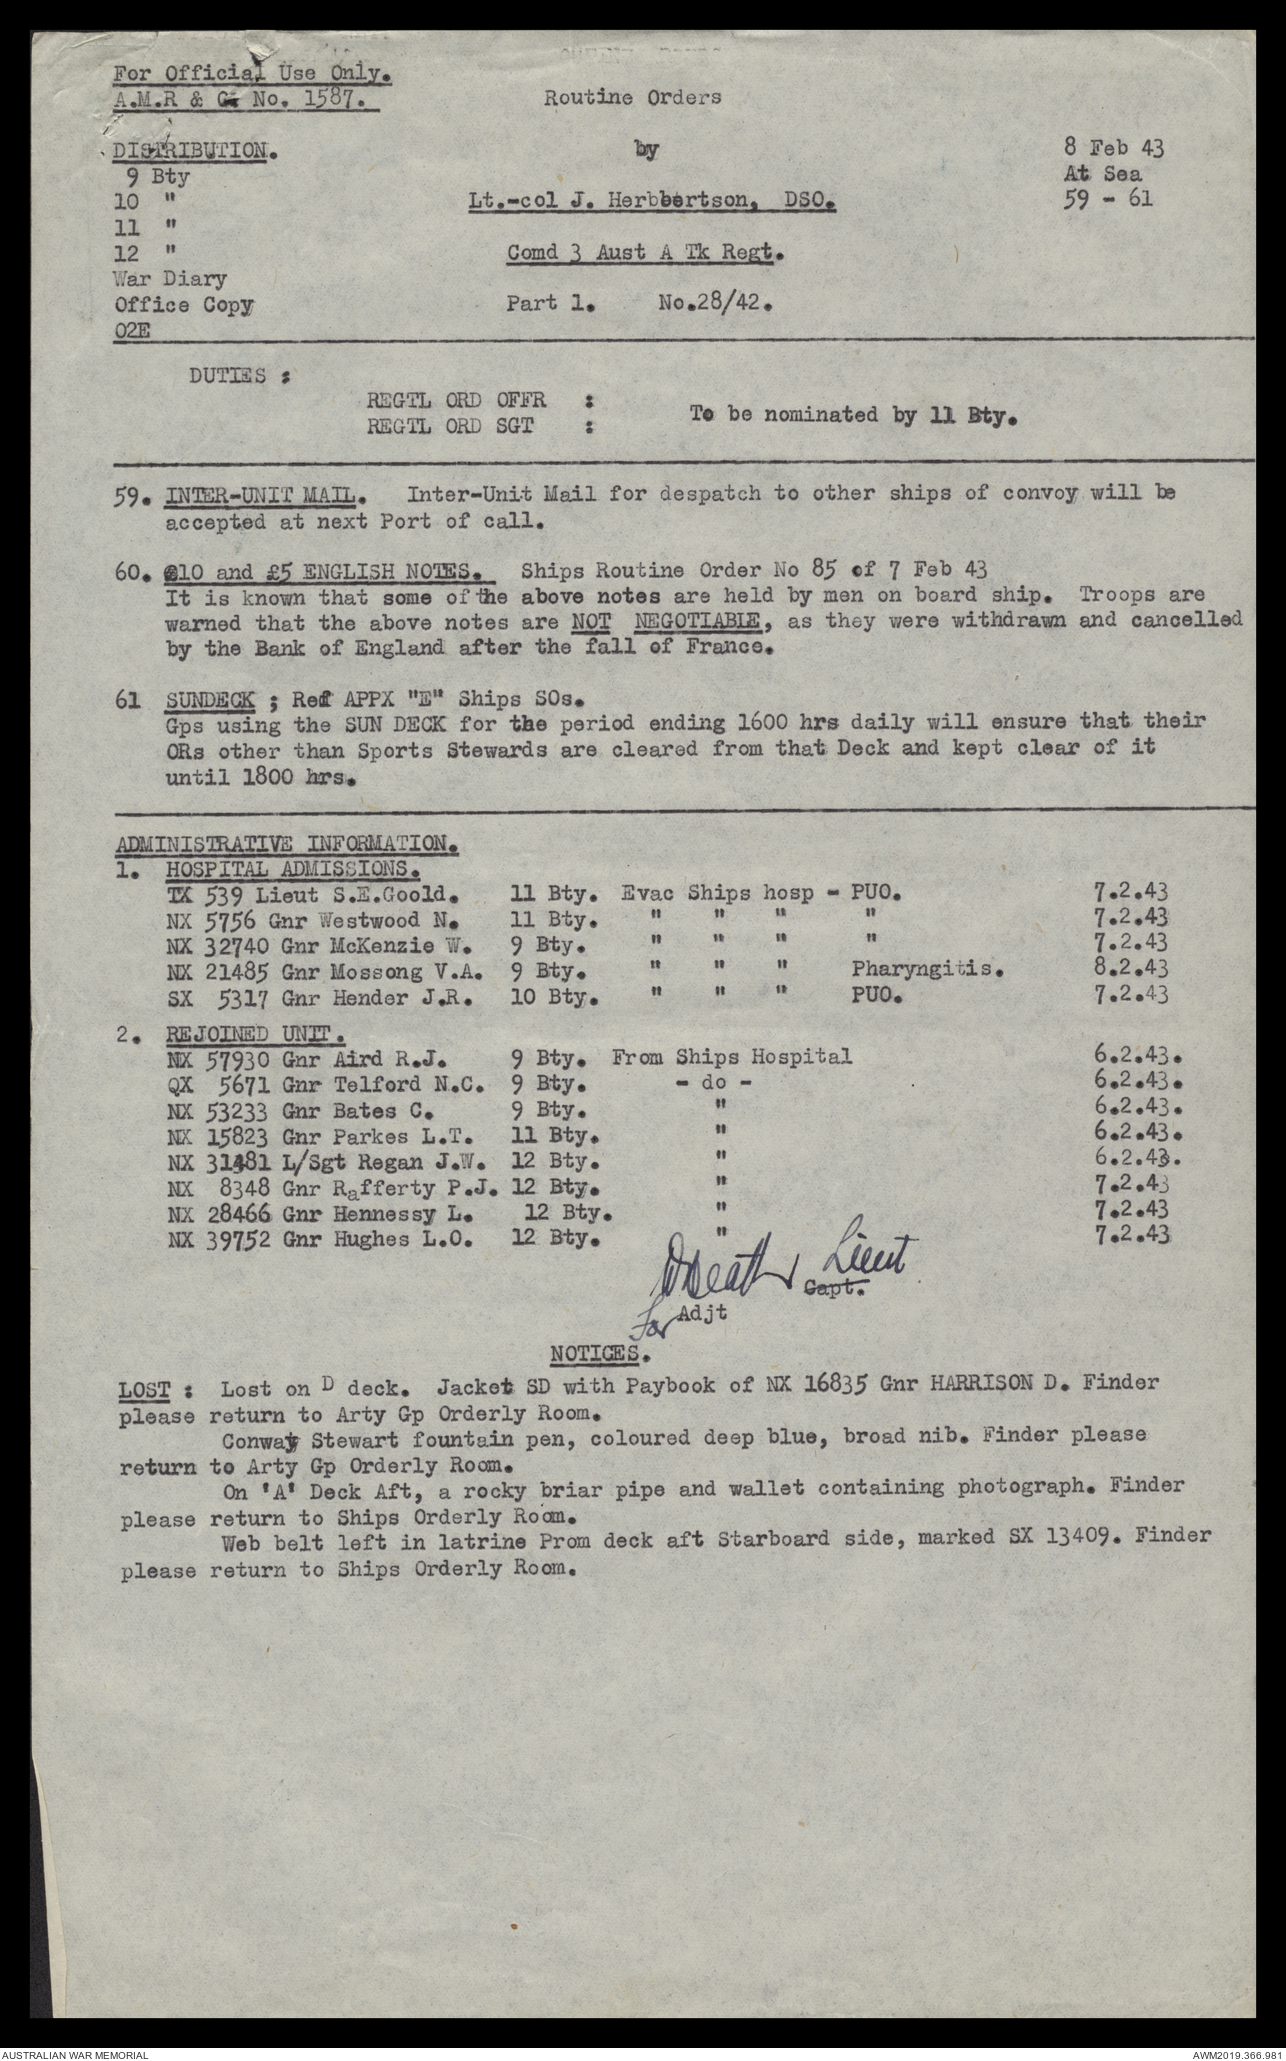 For Official Use Only.
A.M.R & O. No. 1587.
Routine Orders
DISTRIBUTION.
by
8 Feb 43
9 Bty
At Sea
10 "
Lt.-col J. Herbbertson, DSO.
59 - 61
11 "
12 "
Comd 3 Aust A Tk Regt.
War Diary
Office Copy
Part 1. No.28/42.
O2E
DUTIES :
REGTL ORD OFFR :
To be nominated by 11 Bty.
REGTL ORD SGT :
59. INTER-UNIT MAIL. Inter-Unit Mail for despatch to other ships of convoy will be
accepted at next Port of call.
60. £10 and £5 ENGLISH NOTES. Ships Routine Order No 85 of 7 Feb 43
It is known that some of the above notes are held by men on board ship. Troops are
warned that the above notes are NOT NEGOTIABLE, as they were withdrawn and cancelled
by the Bank of England after the fall of France.
61 SUNDECK ; Ref APPX "E" Ships SOs.
Gps using the SUN DECK for the period ending 1600 hrs daily will ensure that their
ORs other than Sports Stewards are cleared from that Deck and kept clear of it
until 1800 hrs.
ADMINISTRATIVE INFORMATION.
1. HOSPITAL ADMISSIONS.
TX 539 Lieut S.E.Goold. 11 Bty. Evac Ships hosp - PUO. 7.2.43
NX 5756 Gnr Westwood N. 11 Bty. " " " " 7.2.43
NX 32740 Gnr McKenzie W. 9 Bty. " " " " 7.2.43
NX 21485 Gnr Mossong V.A. 9 Bty. " " " Pharyngitis. 8.2.43
SX 5317 Gnr Hender J.R. 10 Bty. " " " PUO. 7.2.43
2. REJOINED UNIT.
NX 57930 Gnr Aird R.J. 9 Bty. From Ships Hospital 6.2.43.
QX 5671 Gnr Telford N.C. 9 Bty. - do - 6.2.43.
NX 53233 Gnr Bates C. 9 Bty. " 6.2.43.
NX 15823 Gnr Parkes L.T. 11 Bty. " 6.2.43.
NX 31481 L/Sgt Regan J.W. 12 Bty. " 6.2.43.
NX 8348 Gnr Rafferty P.J. 12 Bty. " 7.2.43
NX 28466 Gnr Hennessy L. 12 Bty. " 7.2.43
NX 39752 Gnr Hughes L.O. 12 Bty. " 7.2.43
Lieut
Capt.
For Adjt
NOTICES.
LOST : Lost on D deck. Jacket SD with Paybook of NX 16835 Gnr HARRISON D. Finder
please return to Arty Gp Orderly Room.
Conway Stewart fountain pen, coloured deep blue, broad nib. Finder please
return to Arty Gp Orderly Room.
On 'A' Deck Aft, a rocky briar pipe and wallet containing photograph. Finder
please return to Ships Orderly Room.
Web belt left in latrine Prom deck aft Starboard side, marked SX 13409. Finder
please return to Ships Orderly Room.
AUSTRALIAN WAR MEMORIAL
AWM2019.366.981